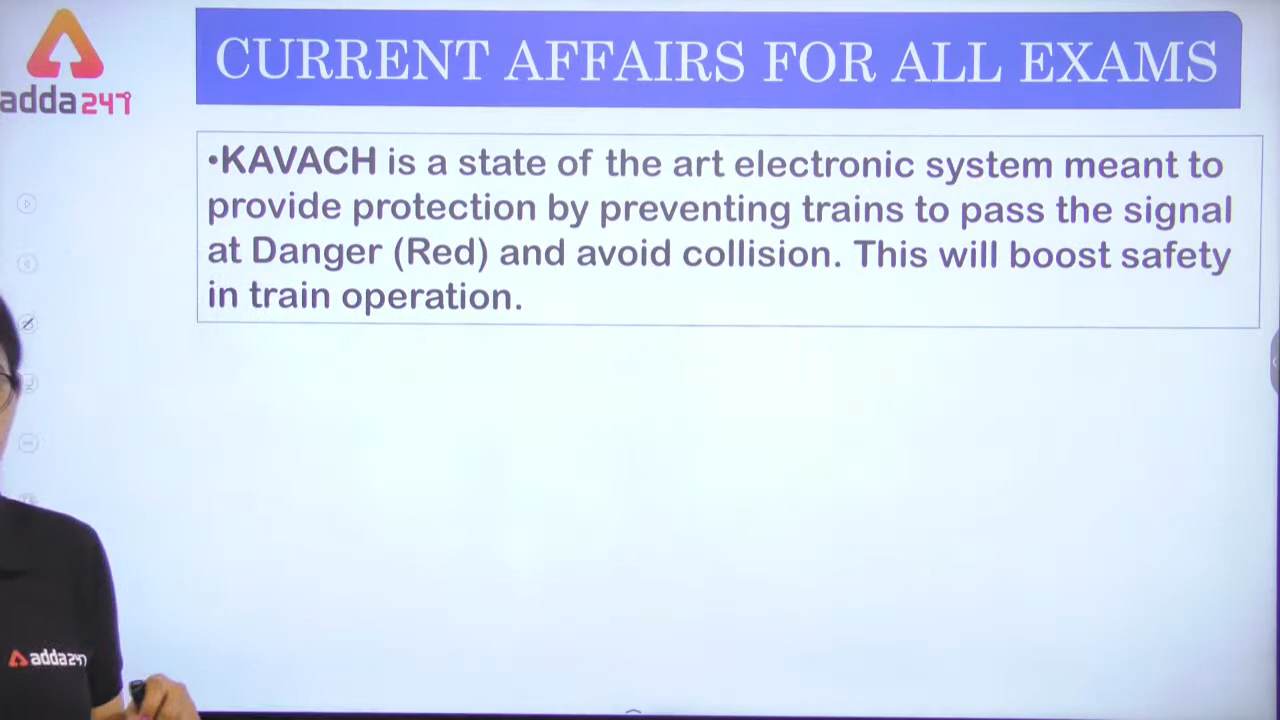 CURRENT AFFAIRS FOR ALL EXAMS
adda247
•KAVACH is a state of the art electronic system meant to
provide protection by preventing trains to pass the signal
at Danger (Red) and avoid collision. This will boost safety
in train operation.
adda247